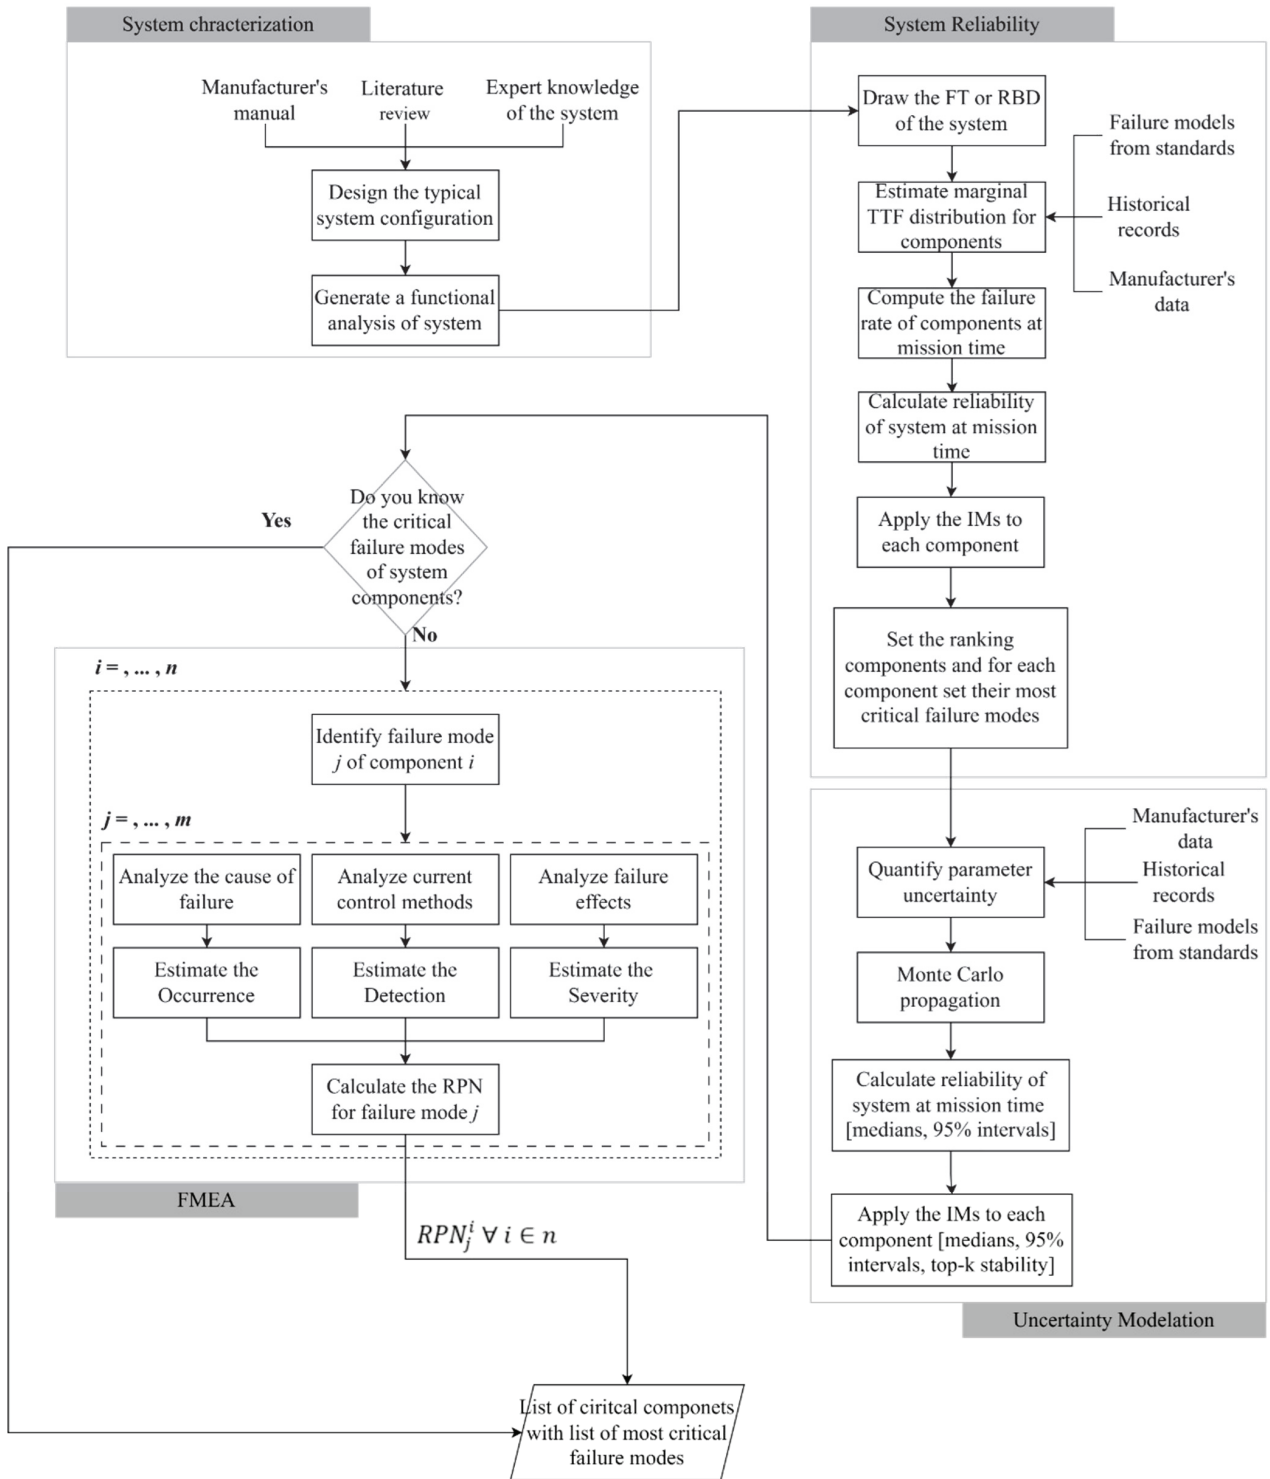 System chracterization
Manufacturer's
manual
Literature
review
Expert knowledge
of the system
Design the typical
system configuration
Generate a functional
analysis of system
System Reliability
Draw the FT or RBD
of the system
Estimate marginal
TTF distribution for
components
Failure models
from standards
Historical
records
Manufacturer's
data
Compute the failure
rate of components at
mission time
Calculate reliability
of system at mission
time
Apply the IMs to
each component
Set the ranking
components and for each
component set their most
critical failure modes
Quantify parameter
uncertainty
Manufacturer's
data
Historical
records
Failure models
from standards
Monte Carlo
propagation
Calculate reliability of
system at mission time
[medians, 95% intervals]
Apply the IMs to each
component [medians, 95%
intervals, top-k stability]
Uncertainty Modelation
Do you know
the critical
failure modes
of system
components?
Yes
No
i = , ... , n
Identify failure mode
j of component i
j = , ... , m
Analyze the cause of
failure
Analyze current
control methods
Analyze failure
effects
Estimate the
Occurrence
Estimate the
Detection
Estimate the
Severity
Calculate the RPN
for failure mode j
FMEA
RPN_j^i ∀ i ∈ n
List of ciritcal componets
with list of most critical
failure modes